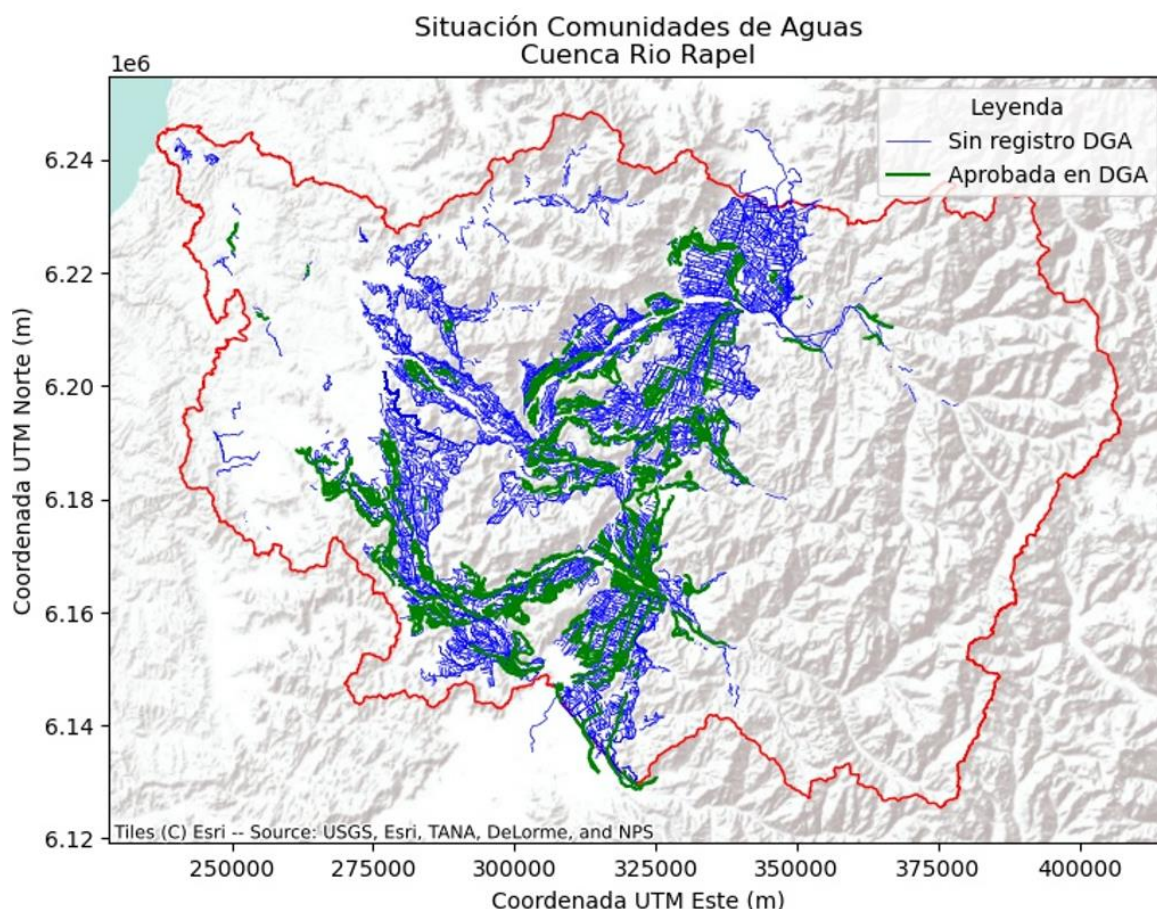 Situación Comunidades de Aguas
Cuenca Rio Rapel
1e6
Leyenda
Sin registro DGA
Aprobada en DGA
6.24
6.22
6.20
6.18
6.16
6.14
6.12
Coordenada UTM Norte (m)
Tiles (C) Esri -- Source: USGS, Esri, TANA, DeLorme, and NPS
250000 275000 300000 325000 350000 375000 400000
Coordenada UTM Este (m)